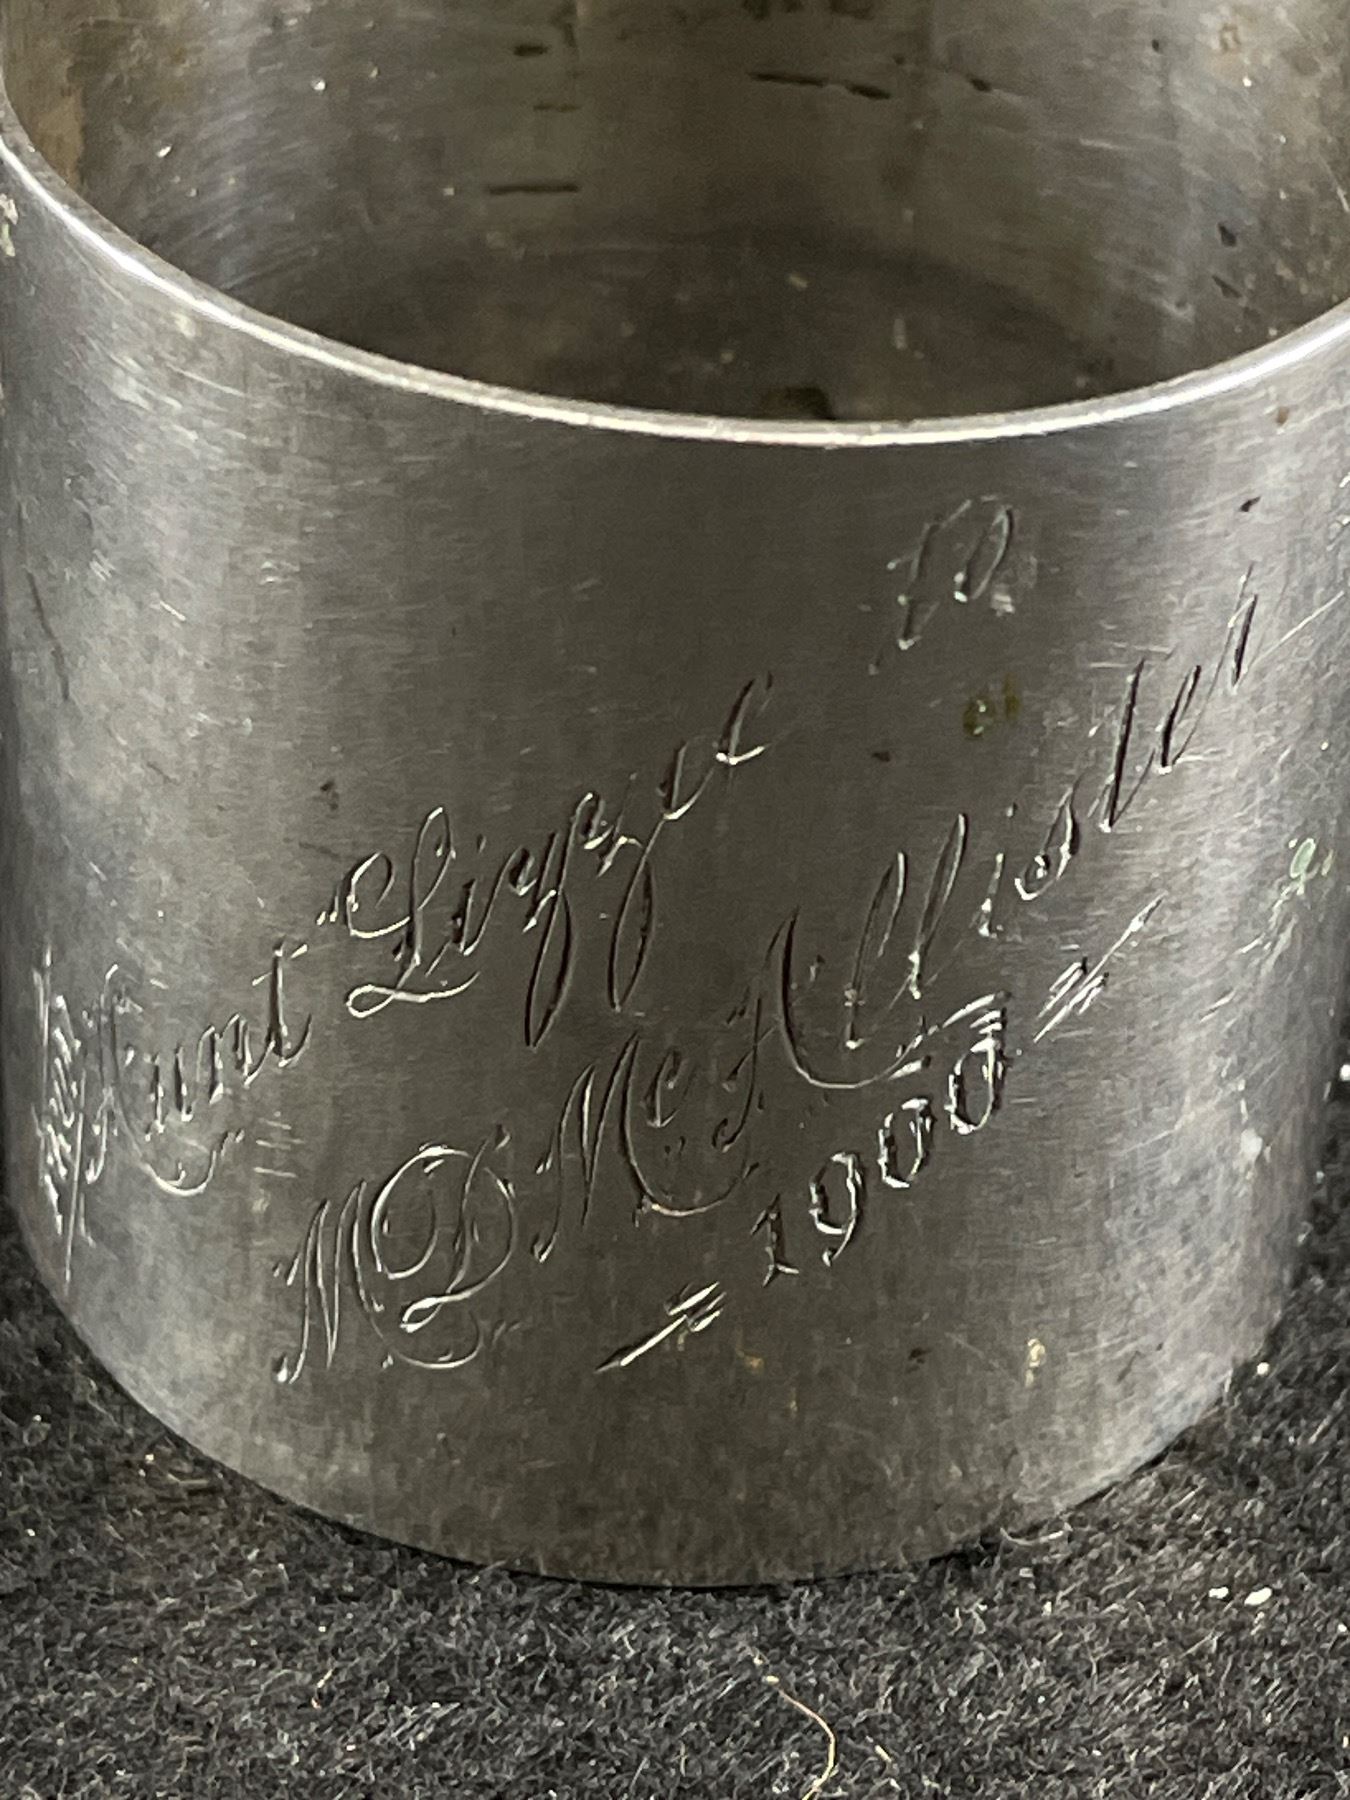 Aunt Lizzie to
M D McAllister
1900